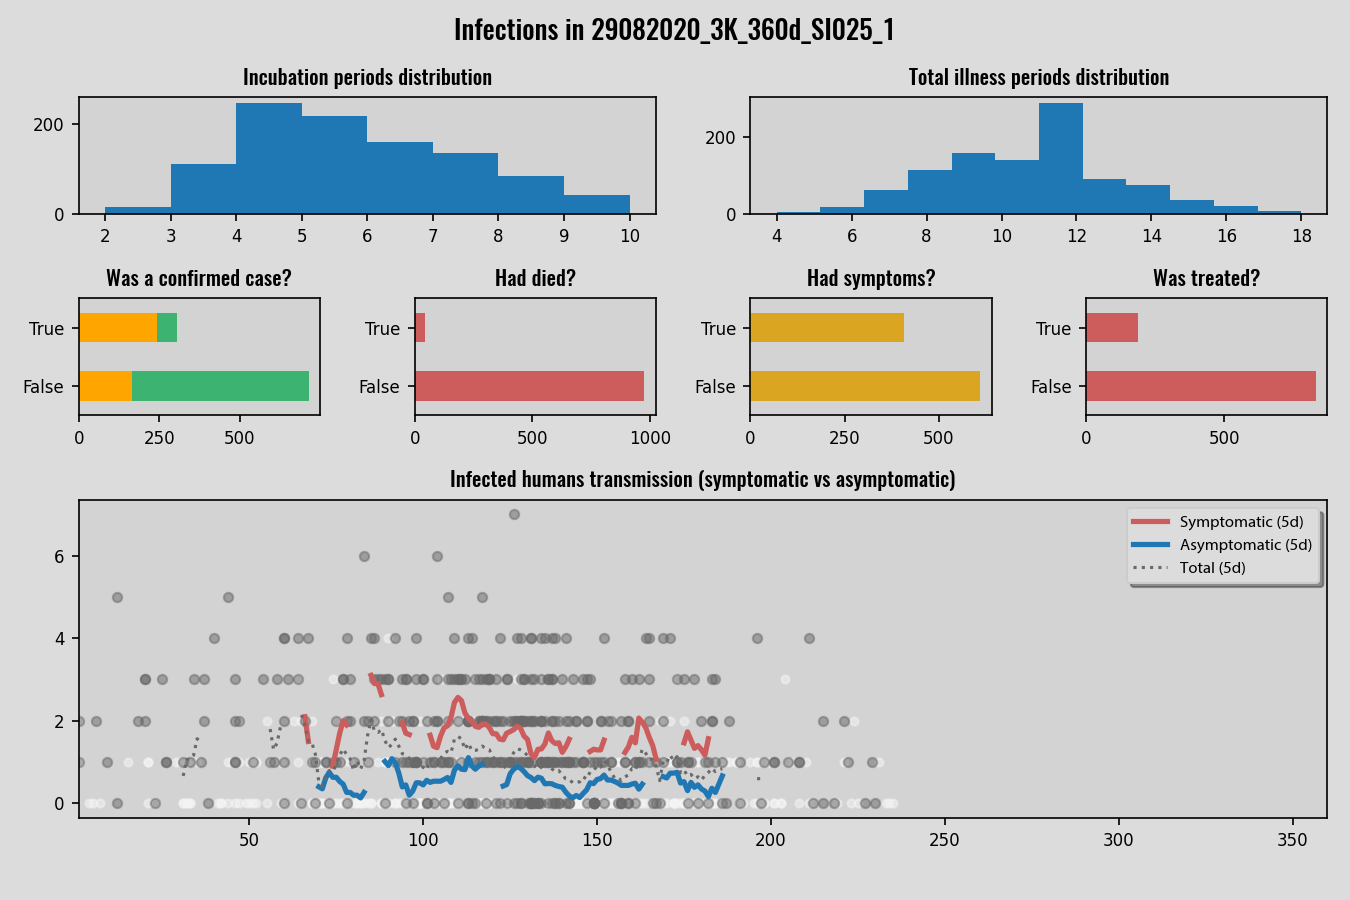 Infections in 29082020_3K_360d_SIO25_1
Incubation periods distribution
Total illness periods distribution
200
0
2 3 4 5 6 7 8 9 10
200
0
4 6 8 10 12 14 16 18
Was a confirmed case?
Had died?
Had symptoms?
Was treated?
True
False
0 250 500
True
False
0 500 1000
True
False
0 250 500
True
False
0 500
Infected humans transmission (symptomatic vs asymptomatic)
Symptomatic (5d)
Asymptomatic (5d)
Total (5d)
6
4
2
0
50 100 150 200 250 300 350